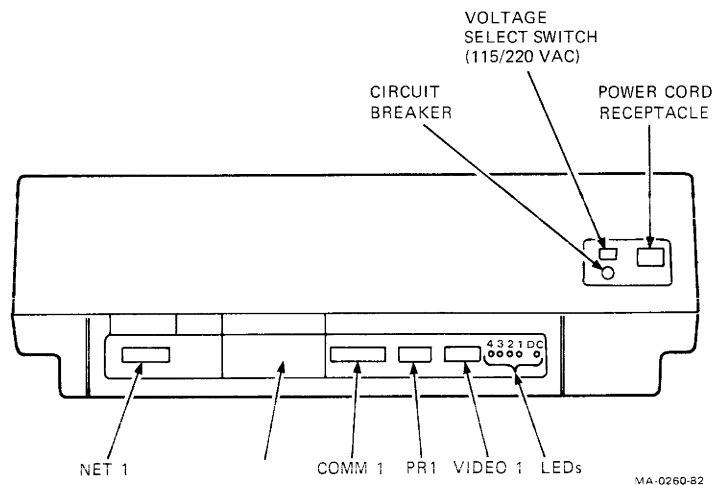 VOLTAGE
SELECT SWITCH
(115/220 VAC)
CIRCUIT
BREAKER
POWER CORD
RECEPTACLE
4 3 2 1 DC
NET 1
COMM 1
PR1
VIDEO 1
LEDs
MA-0260-82